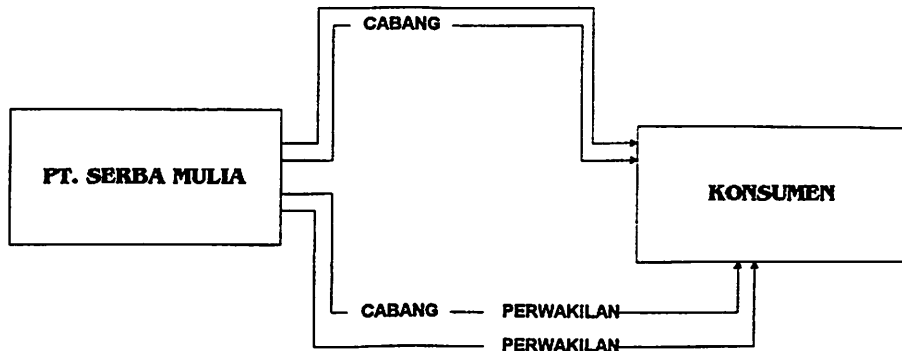 CABANG
PT. SERBA MULIA
KONSUMEN
CABANG PERWAKILAN
PERWAKILAN